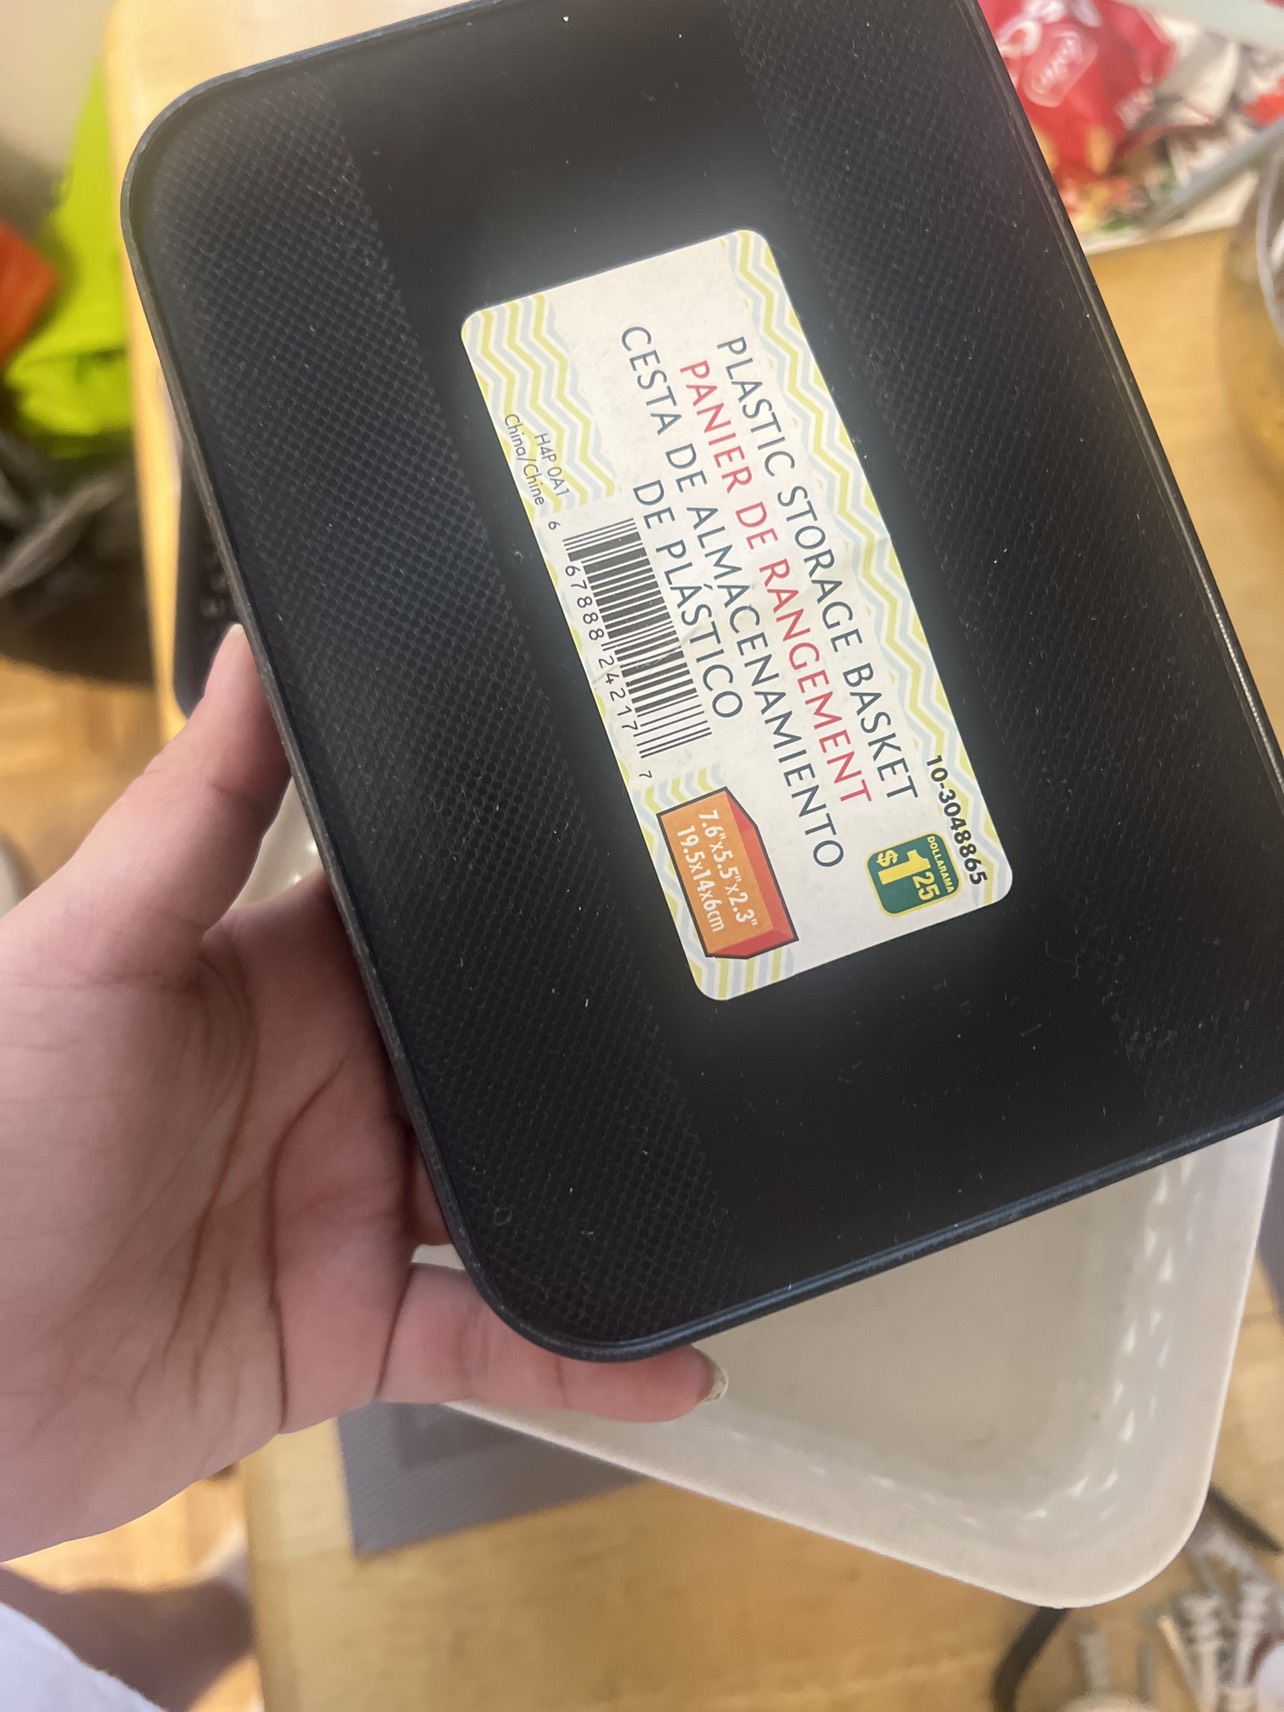 10-3048865
PLASTIC STORAGE BASKET
PANIER DE RANGEMENT
CESTA DE ALMACENAMIENTO
DE PLÁSTICO
DOLLARAMA
$1.25
H4P 0A1
China/Chine
6 67888 24217 7
7.6"x5.5"x2.3"
19.5x14x6cm